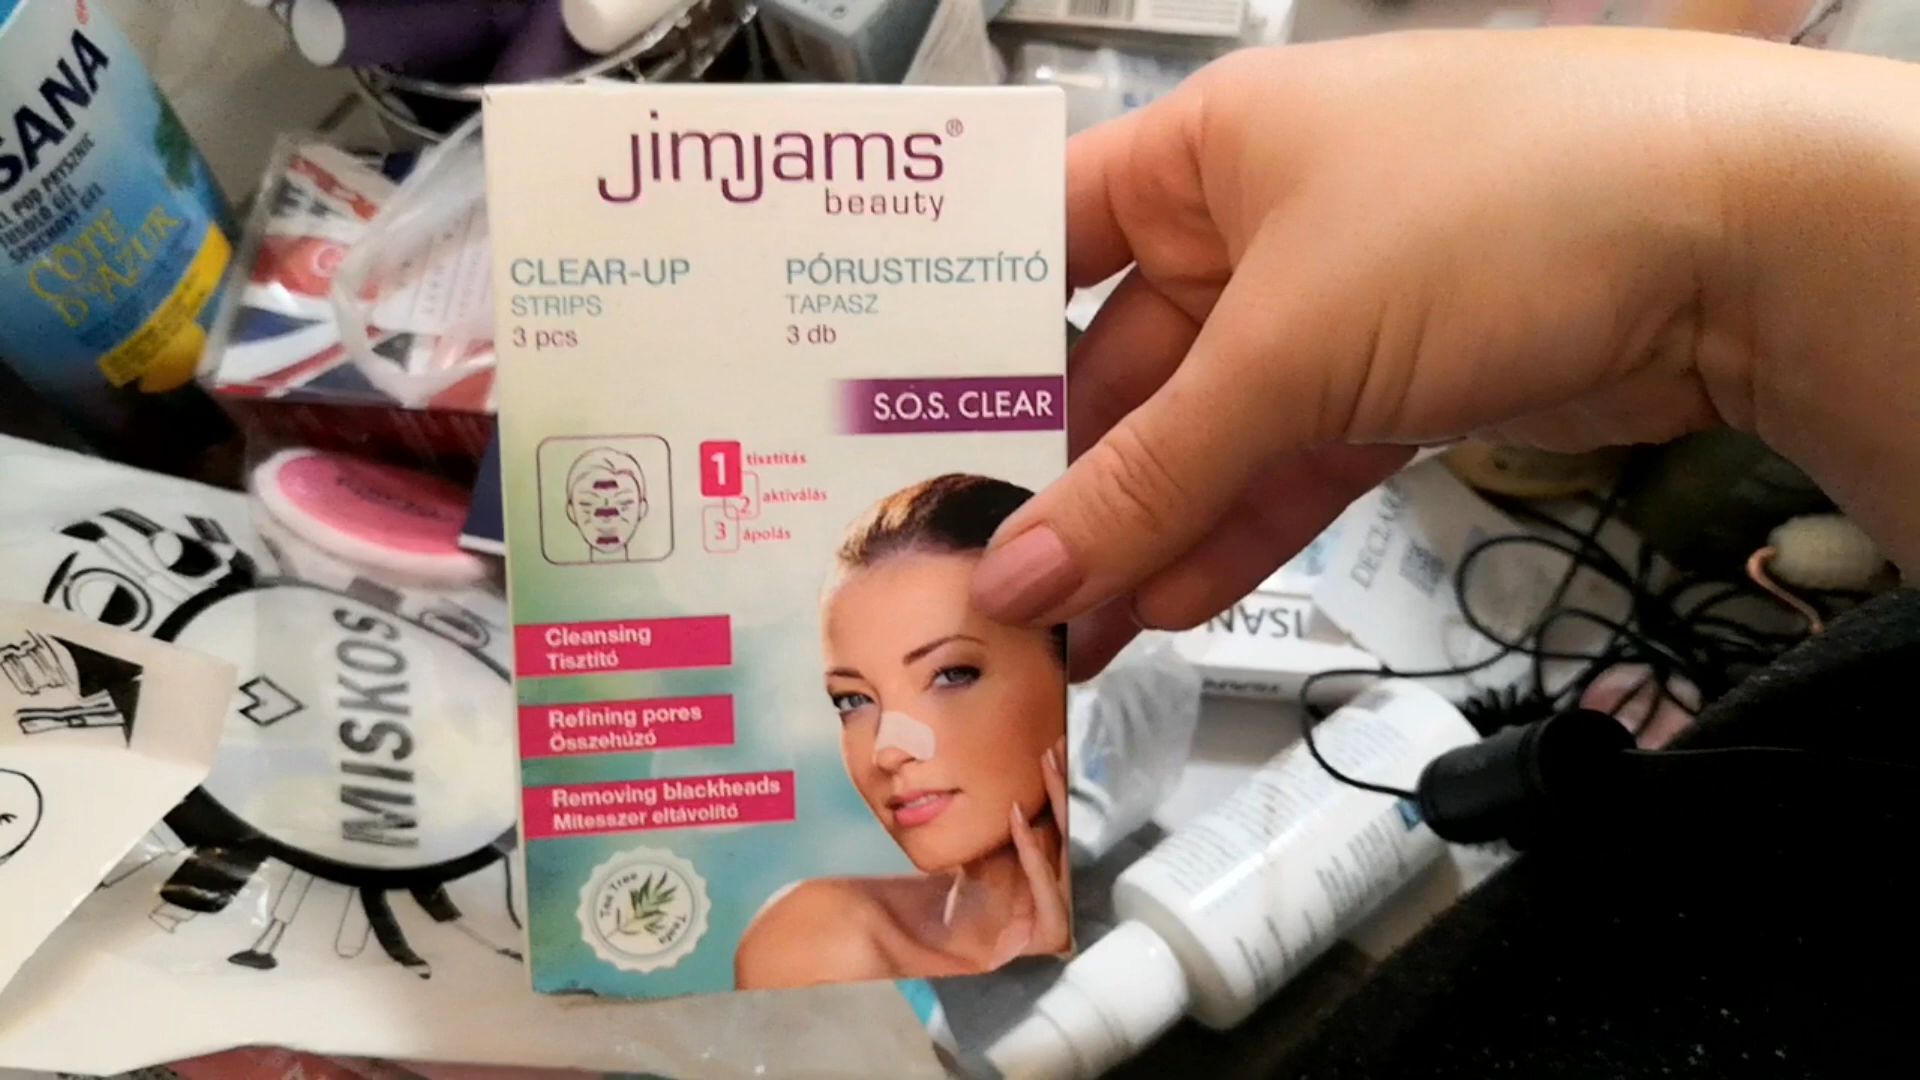 jimjams®
beauty
CLEAR-UP
STRIPS
3 pcs
PÓRUSTISZTÍTÓ
TAPASZ
3 db
S.O.S. CLEAR
1 tisztítás
2 aktiválás
3 ápolás
Cleansing
Tisztító
Refining pores
Összehúzó
Removing blackheads
Mitesszer eltávolító
Tea Tree
SANA
CÔTE
D'AZUR
MISKOS
ISAN